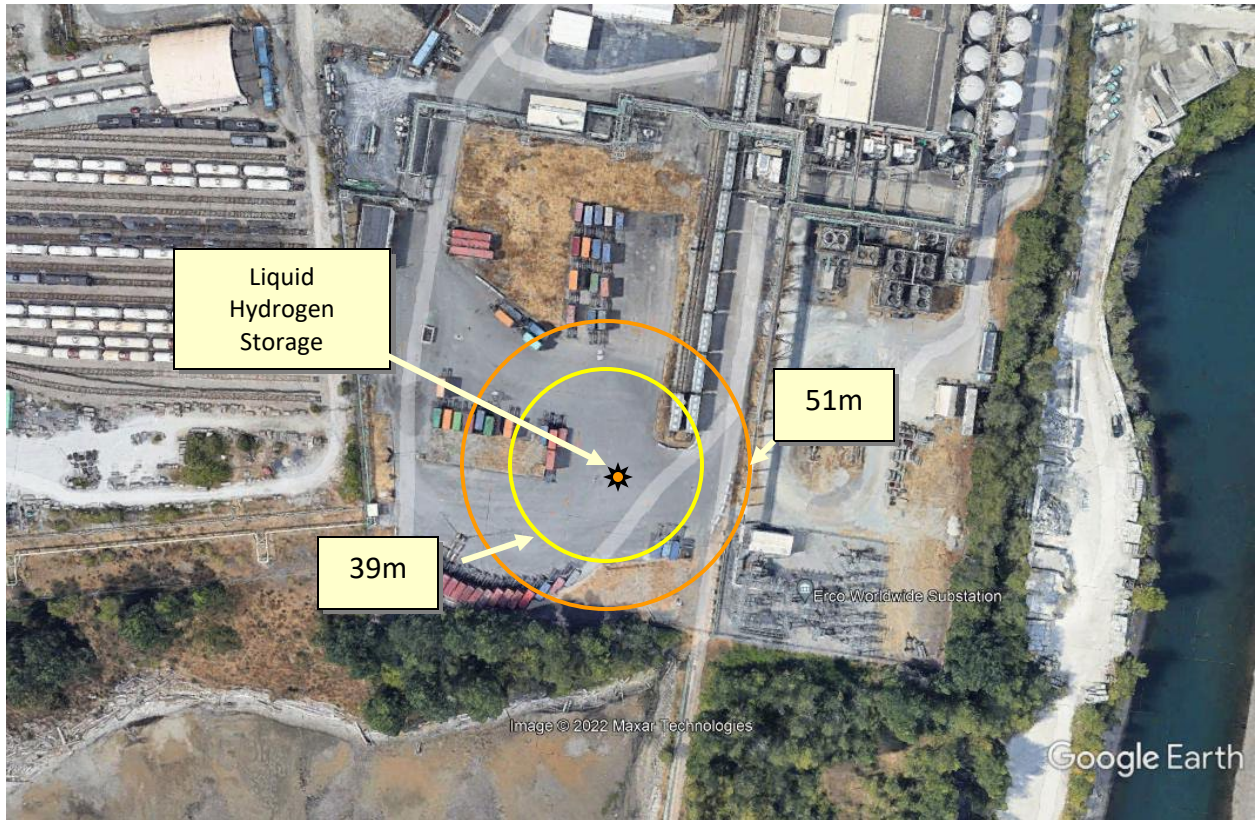 Liquid
Hydrogen
Storage
51m
39m
Erco Worldwide Substation
Image © 2022 Maxar Technologies
Google Earth